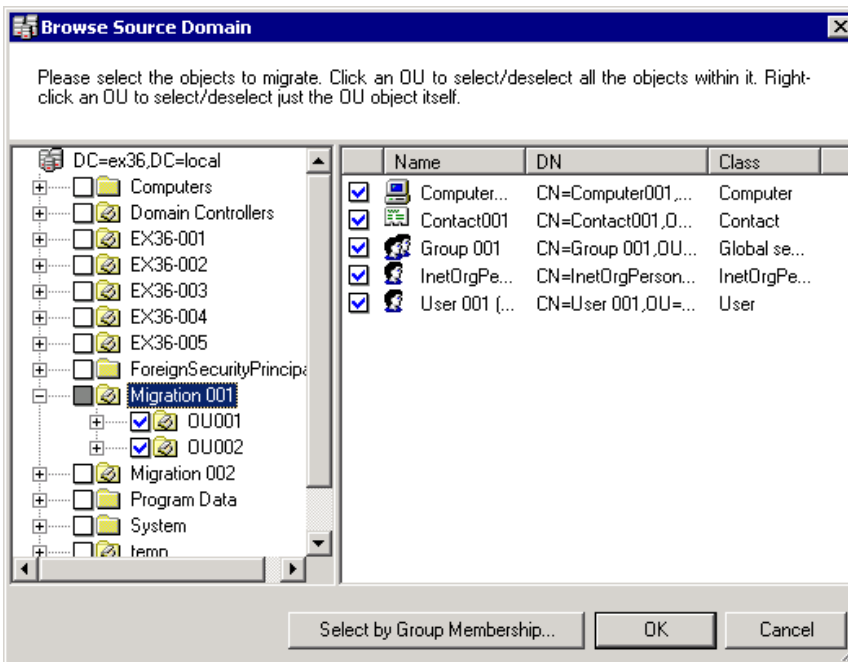 Browse Source Domain
Please select the objects to migrate. Click an OU to select/deselect all the objects within it. Right-
click an OU to select/deselect just the OU object itself.
DC=ex36,DC=local
Computers
Domain Controllers
EX36-001
EX36-002
EX36-003
EX36-004
EX36-005
ForeignSecurityPrincipa
Migration 001
OU001
OU002
Migration 002
Program Data
System
temp
Name DN Class
Computer... CN=Computer001,... Computer
Contact001 CN=Contact001,O... Contact
Group 001 CN=Group 001,OU... Global se...
InetOrgPe... CN=InetOrgPerson... InetOrgPe...
User 001 (... CN=User 001,OU=... User
Select by Group Membership... OK Cancel